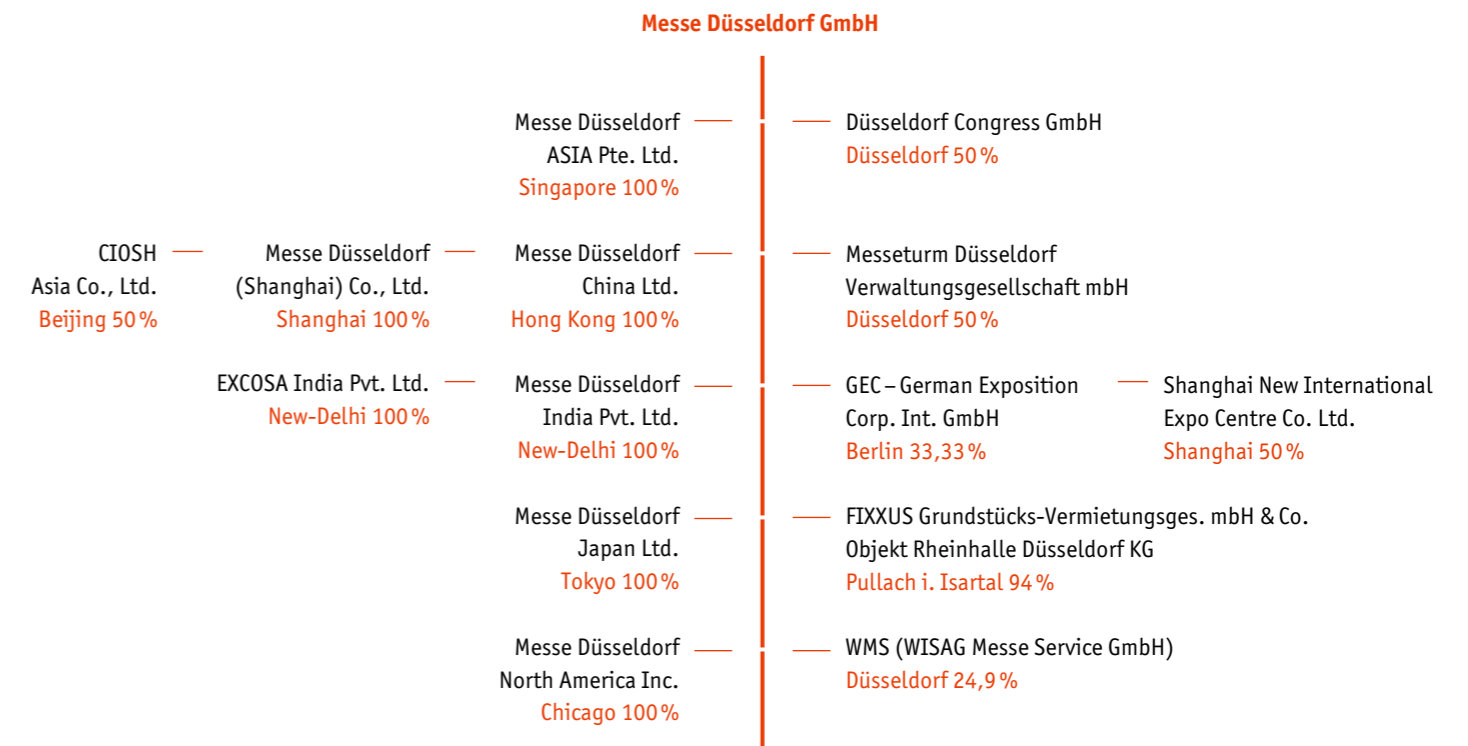 Messe Düsseldorf GmbH
Messe Düsseldorf
ASIA Pte. Ltd.
Singapore 100 %
Düsseldorf Congress GmbH
Düsseldorf 50 %
CIOSH
Asia Co., Ltd.
Beijing 50 %
Messe Düsseldorf
(Shanghai) Co., Ltd.
Shanghai 100 %
Messe Düsseldorf
China Ltd.
Hong Kong 100 %
Messeturm Düsseldorf
Verwaltungsgesellschaft mbH
Düsseldorf 50 %
EXCOSA India Pvt. Ltd.
New-Delhi 100 %
Messe Düsseldorf
India Pvt. Ltd.
New-Delhi 100 %
GEC – German Exposition
Corp. Int. GmbH
Berlin 33,33 %
Shanghai New International
Expo Centre Co. Ltd.
Shanghai 50 %
Messe Düsseldorf
Japan Ltd.
Tokyo 100 %
FIXXUS Grundstücks-Vermietungsges. mbH & Co.
Objekt Rheinhalle Düsseldorf KG
Pullach i. Isartal 94 %
Messe Düsseldorf
North America Inc.
Chicago 100 %
WMS (WISAG Messe Service GmbH)
Düsseldorf 24,9 %